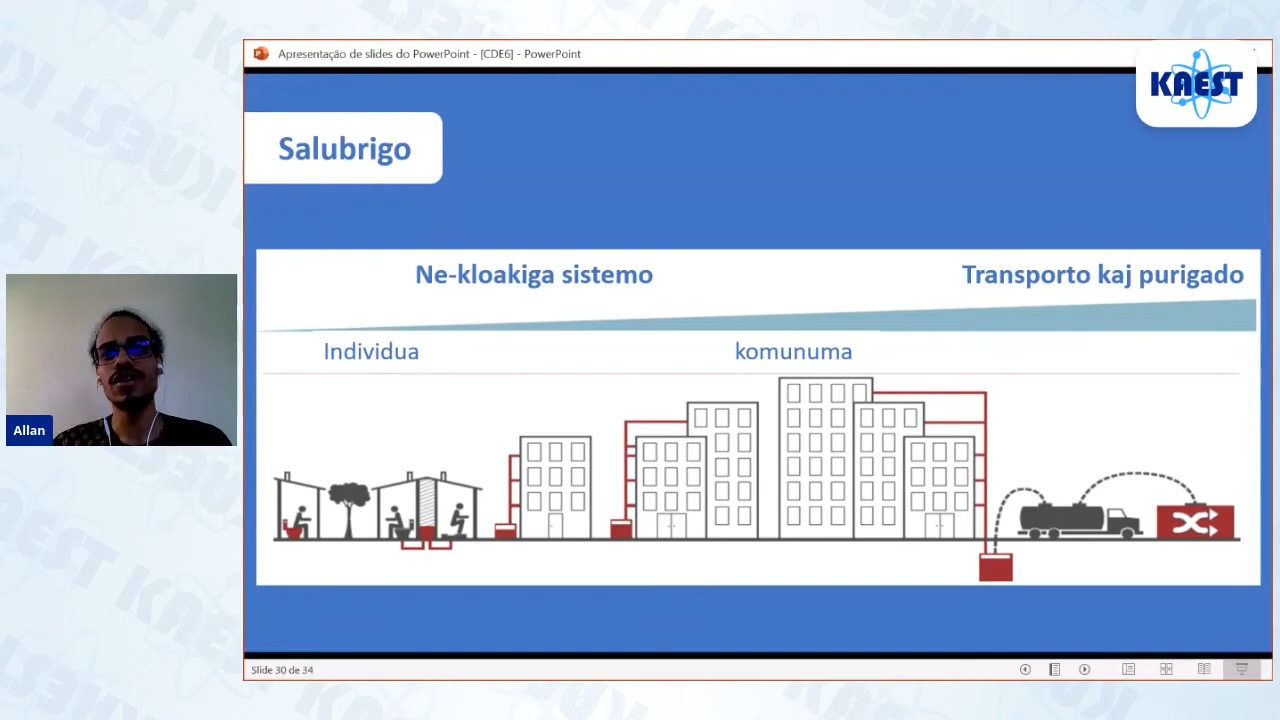 Apresentação de slides do PowerPoint - [CDE6] - PowerPoint
KAEST
Salubrigo
Ne-kloakiga sistemo
Transporto kaj purigado
Individua
komunuma
Allan
Slide 30 de 34